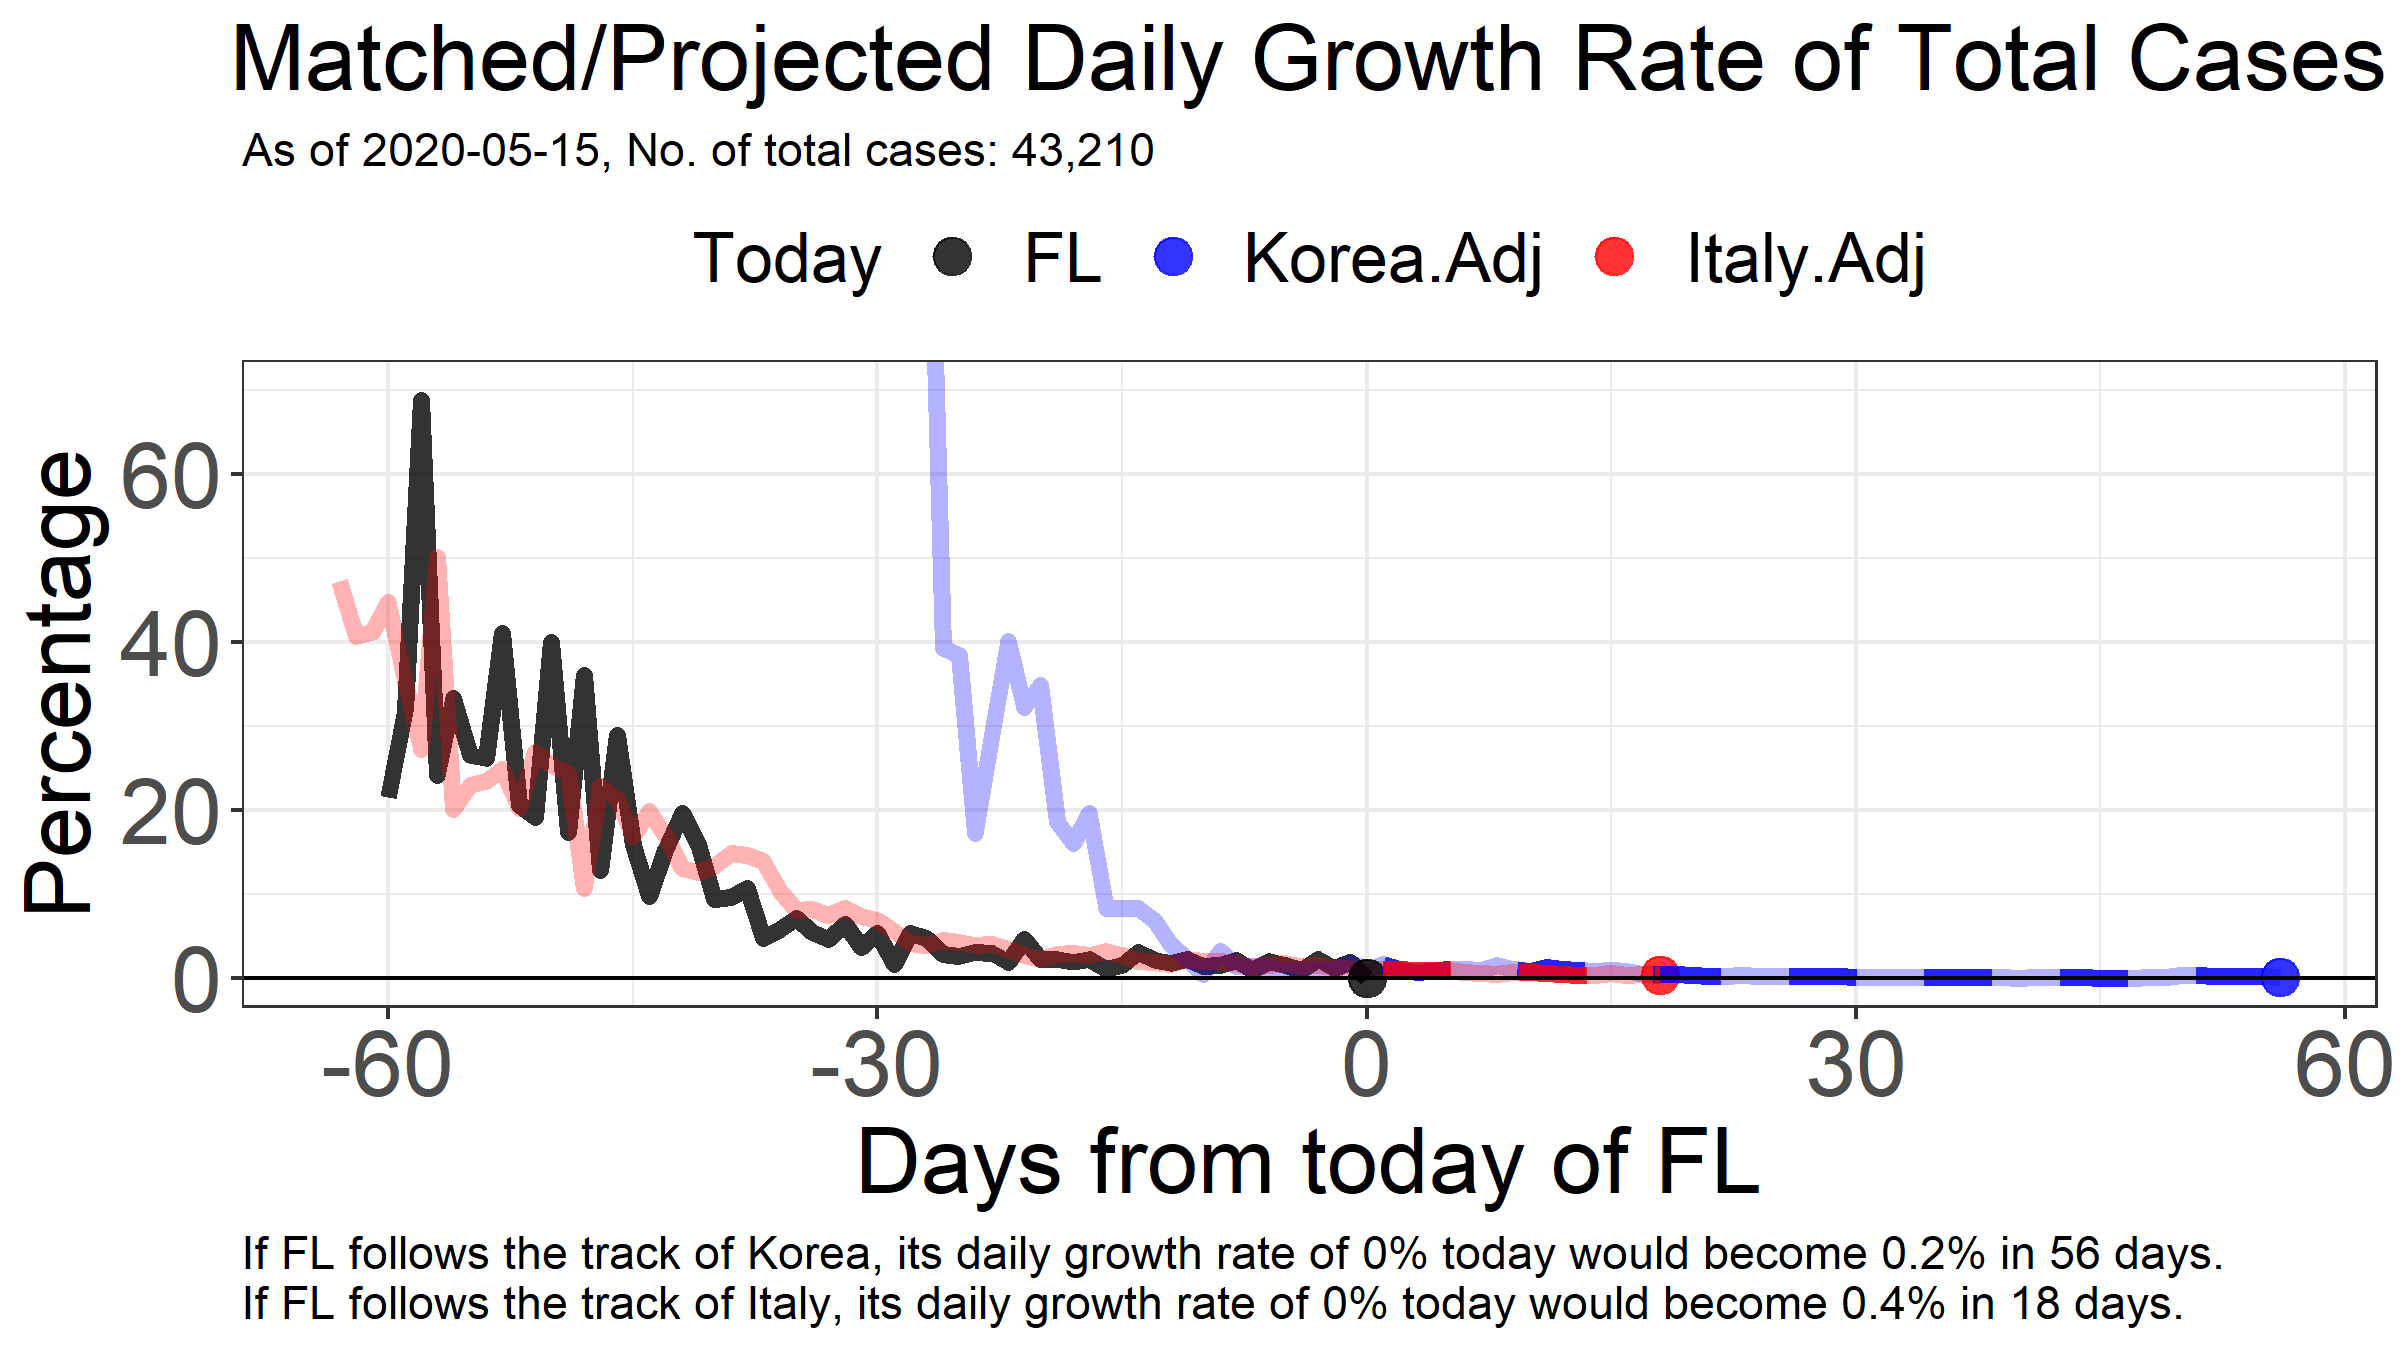 Matched/Projected Daily Growth Rate of Total Cases
As of 2020-05-15, No. of total cases: 43,210
Today FL Korea.Adj Italy.Adj
Percentage
60
40
20
0
-60 -30 0 30 60
Days from today of FL
If FL follows the track of Korea, its daily growth rate of 0% today would become 0.2% in 56 days.
If FL follows the track of Italy, its daily growth rate of 0% today would become 0.4% in 18 days.